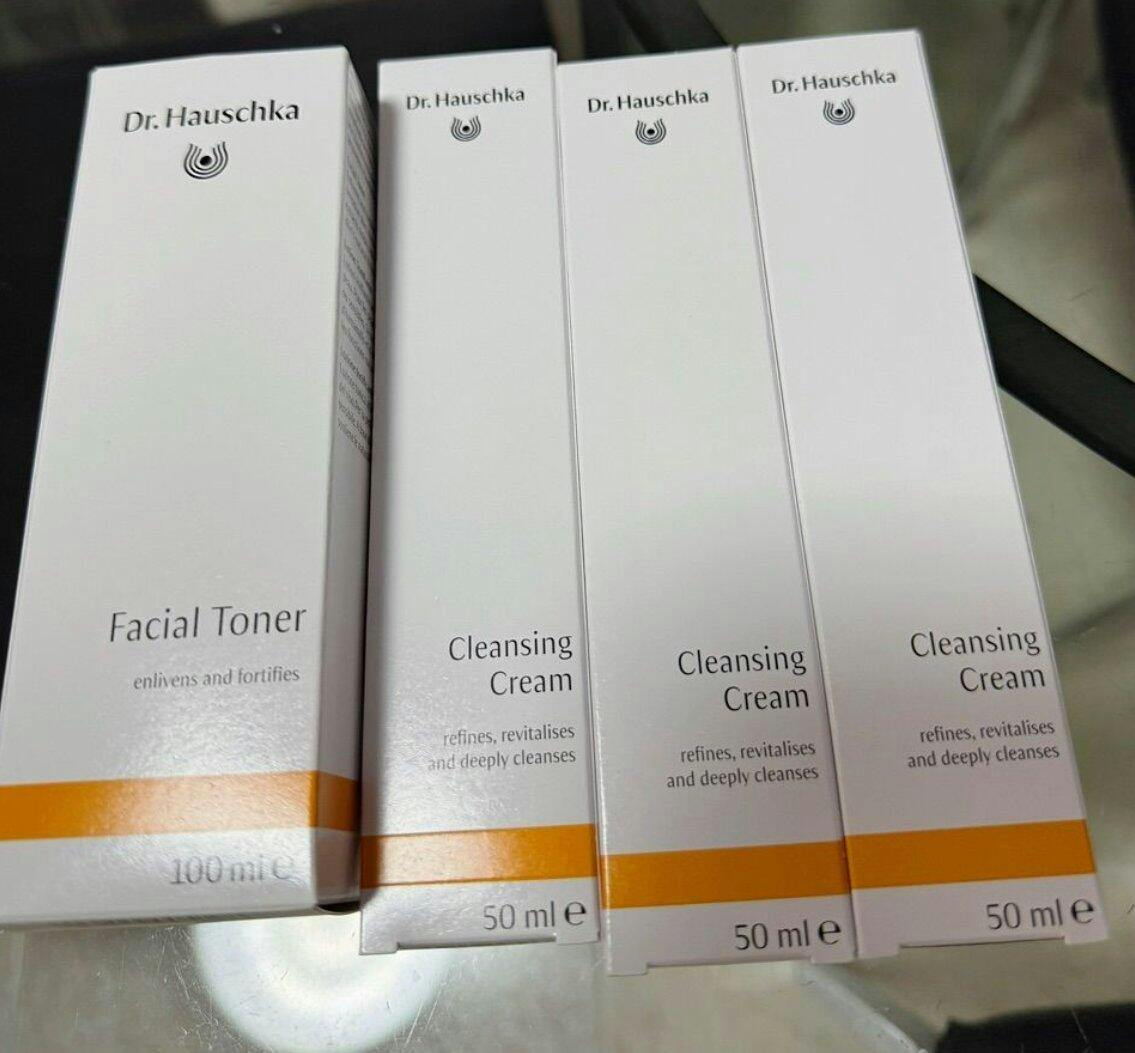 Dr. Hauschka
Facial Toner
enlivens and fortifies
100 ml e
Dr. Hauschka
Cleansing
Cream
refines, revitalises
and deeply cleanses
50 ml e
Dr. Hauschka
Cleansing
Cream
refines, revitalises
and deeply cleanses
50 ml e
Dr. Hauschka
Cleansing
Cream
refines, revitalises
and deeply cleanses
50 ml e